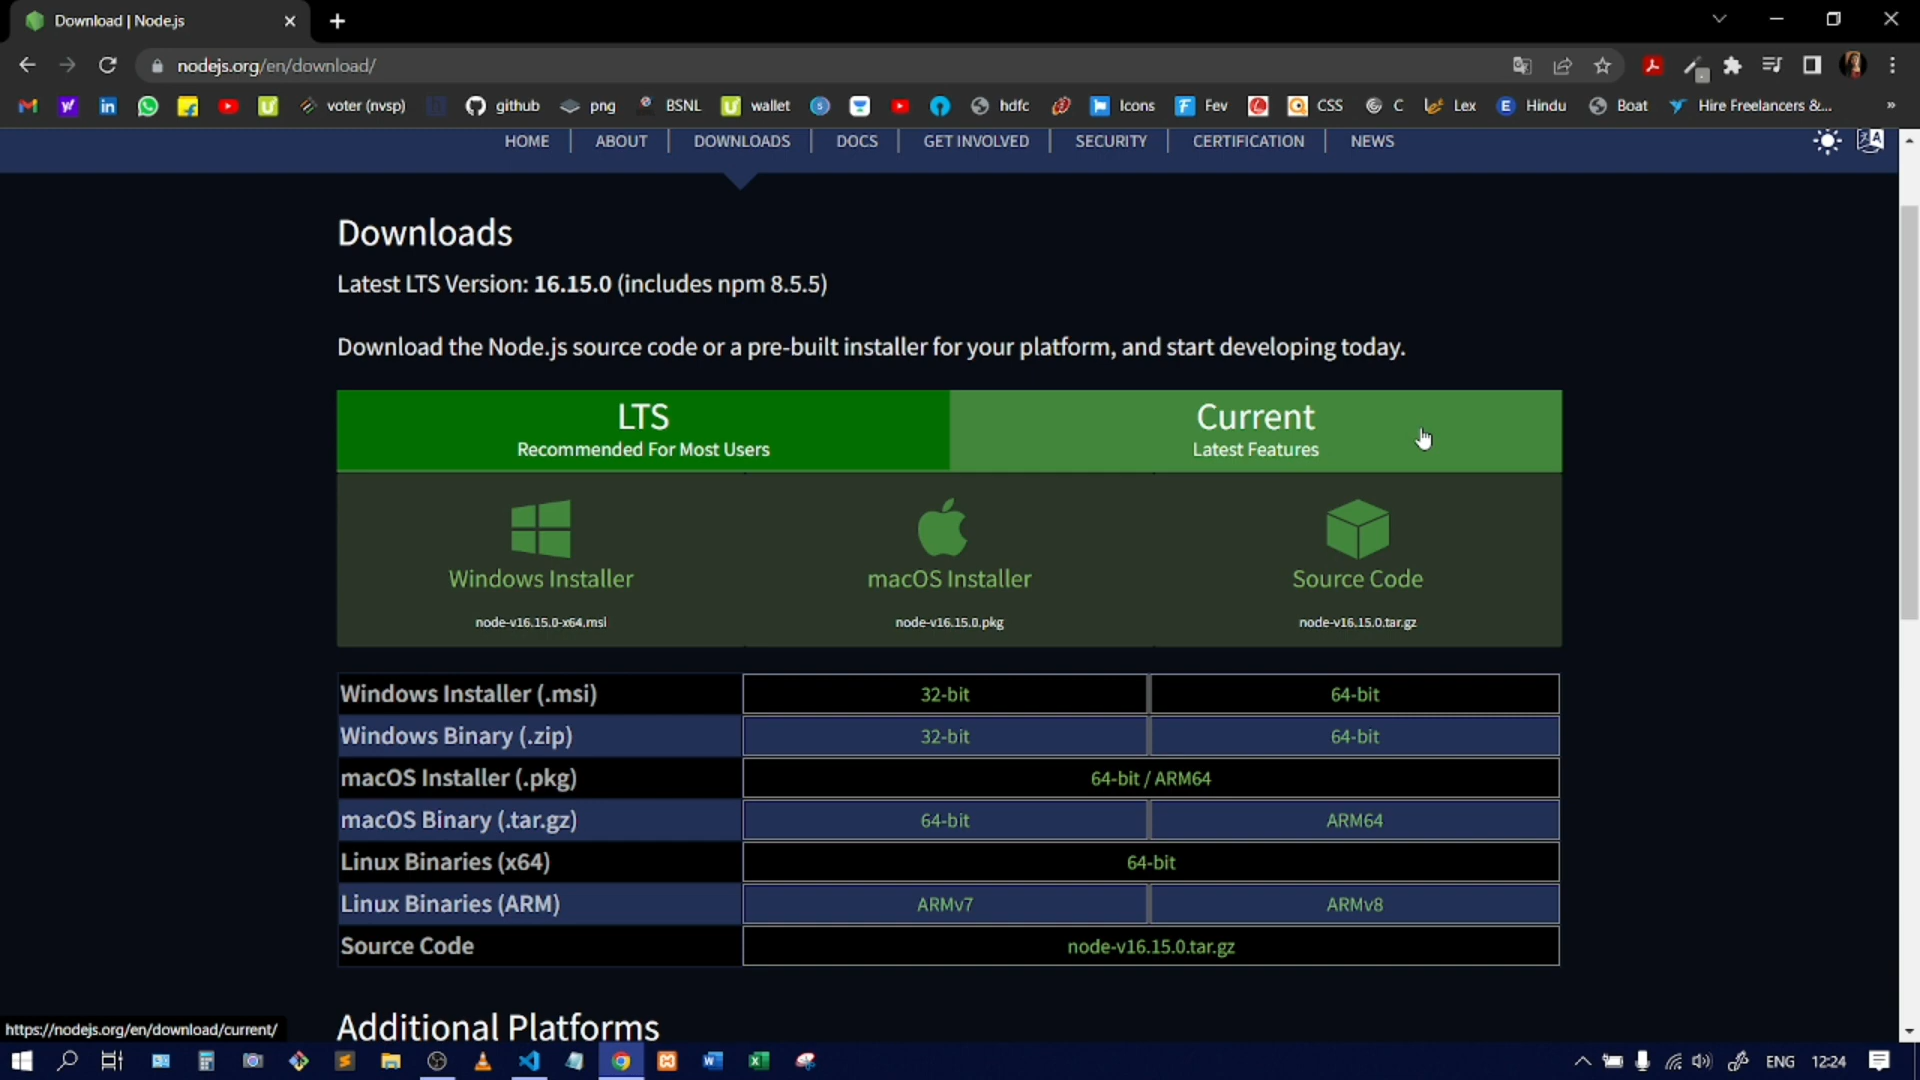 Download | Node.js
nodejs.org/en/download/
voter (nvsp) github png BSNL wallet hdfc Icons Fev CSS C Lex Hindu Boat Hire Freelancers &... »
HOME ABOUT DOWNLOADS DOCS GET INVOLVED SECURITY CERTIFICATION NEWS
Downloads
Latest LTS Version: 16.15.0 (includes npm 8.5.5)
Download the Node.js source code or a pre-built installer for your platform, and start developing today.
LTS Current
Recommended For Most Users Latest Features
Windows Installer macOS Installer Source Code
node-v16.15.0-x64.msi node-v16.15.0.pkg node-v16.15.0.tar.gz
Windows Installer (.msi) 32-bit 64-bit
Windows Binary (.zip) 32-bit 64-bit
macOS Installer (.pkg) 64-bit / ARM64
macOS Binary (.tar.gz) 64-bit ARM64
Linux Binaries (x64) 64-bit
Linux Binaries (ARM) ARMv7 ARMv8
Source Code node-v16.15.0.tar.gz
Additional Platforms
https://nodejs.org/en/download/current/
ENG 12:24